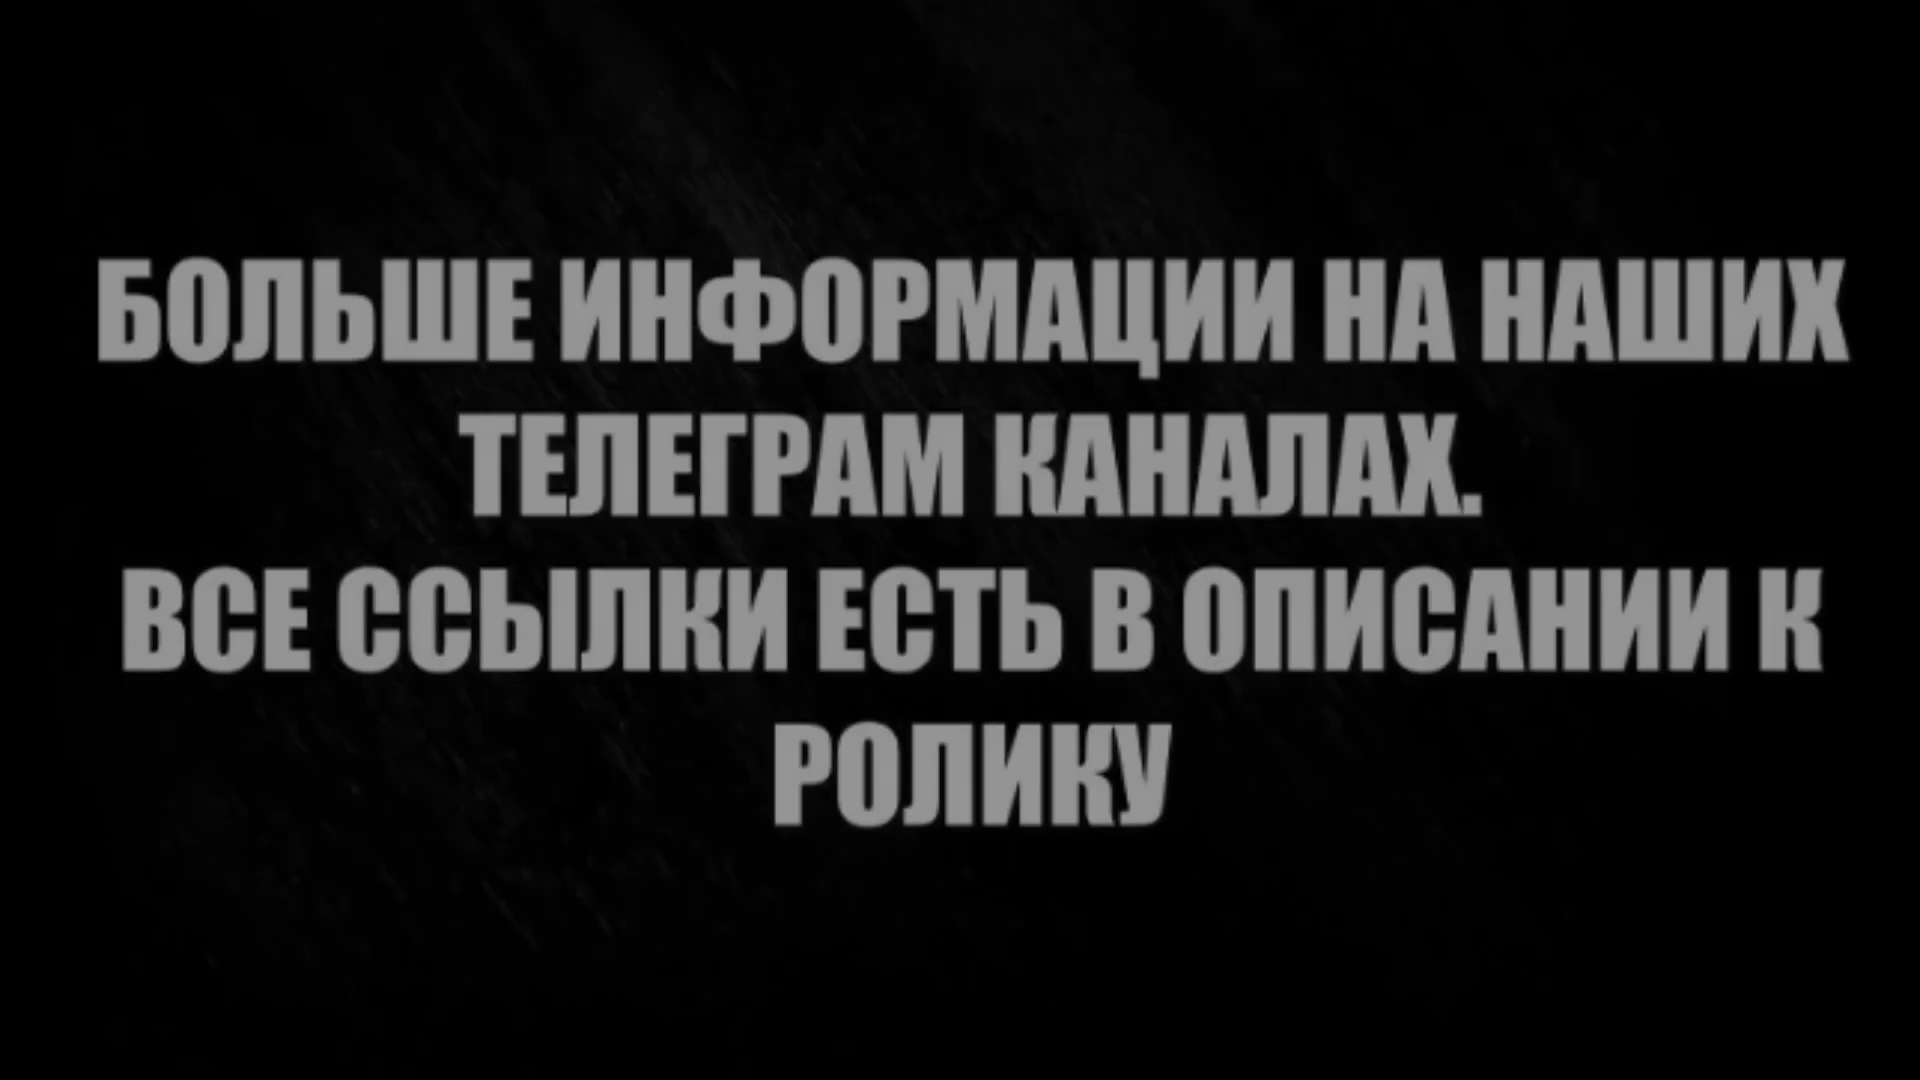 БОЛЬШЕ ИНФОРМАЦИИ НА НАШИХ
ТЕЛЕГРАМ КАНАЛАХ.
ВСЕ ССЫЛКИ ЕСТЬ В ОПИСАНИИ К
РОЛИКУ